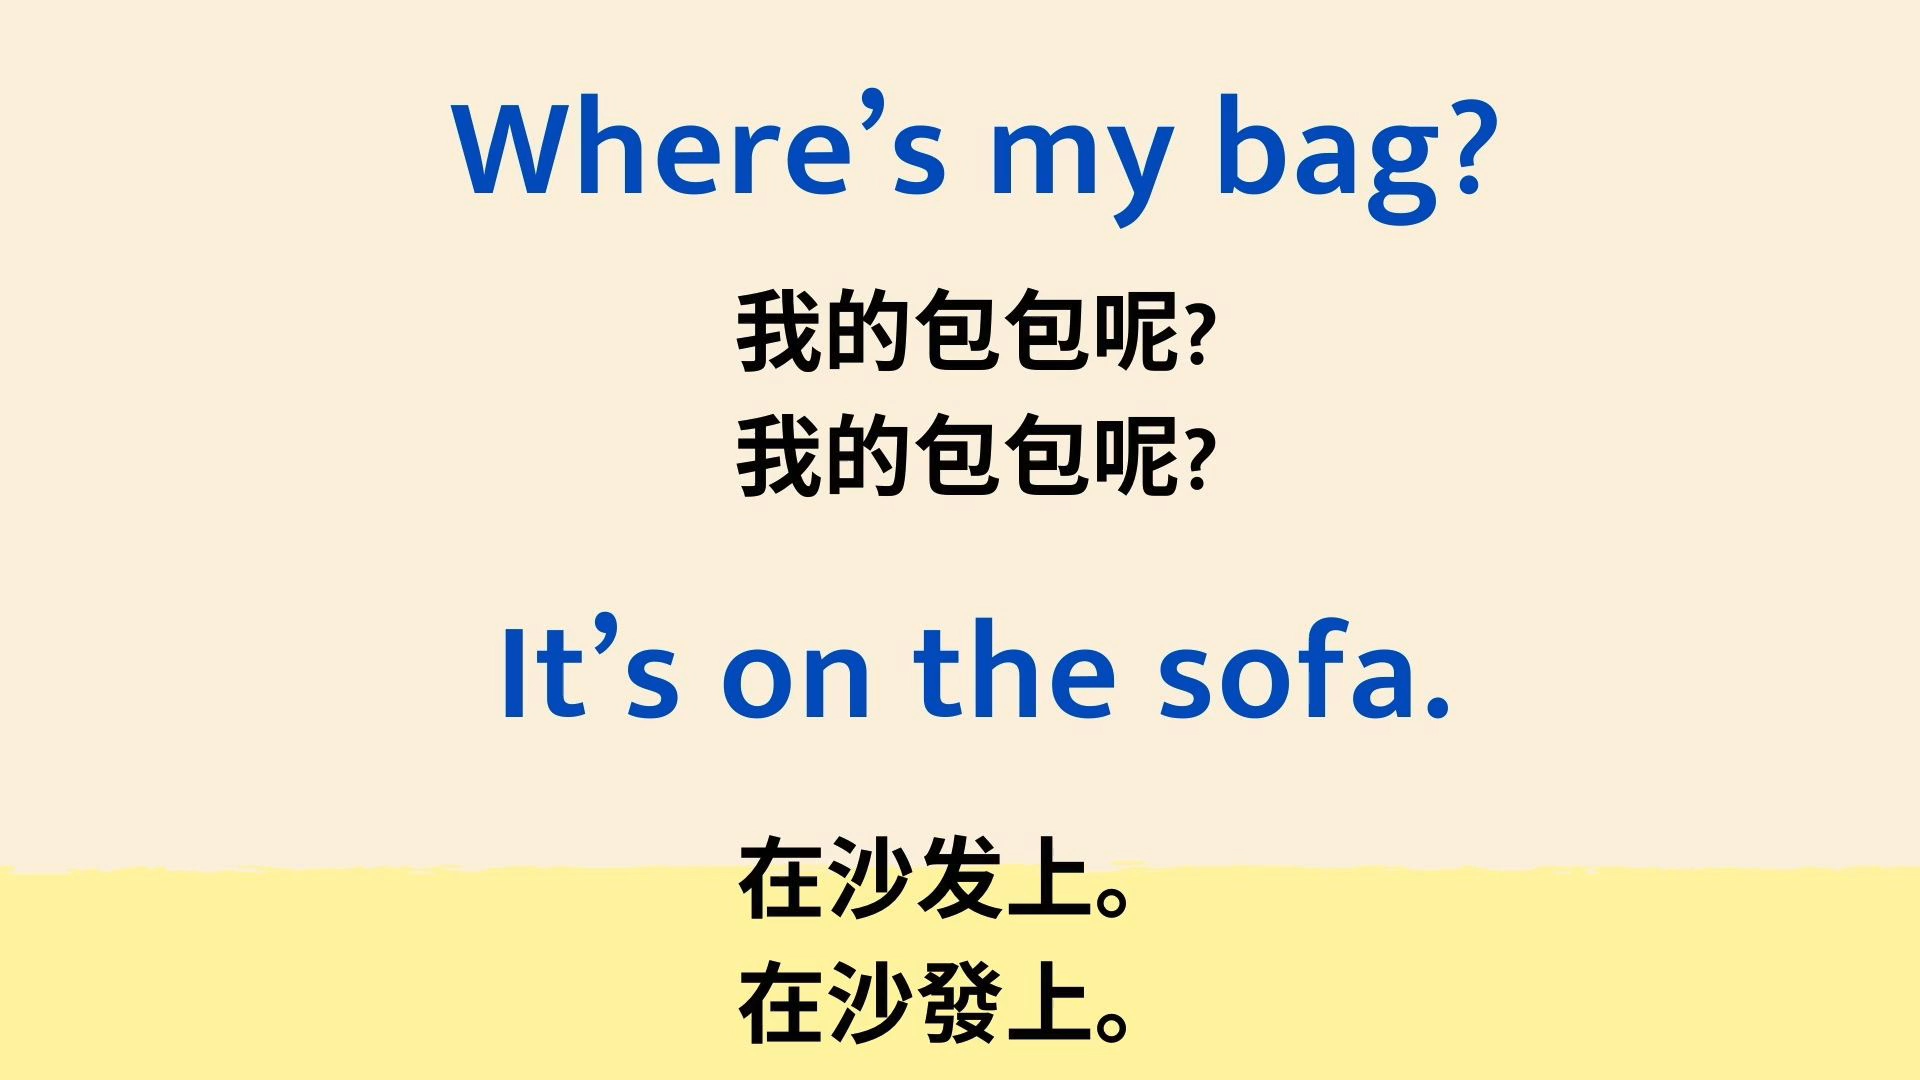 Where’s my bag?
我的包包呢?
我的包包呢?
It’s on the sofa.
在沙发上。
在沙發上。